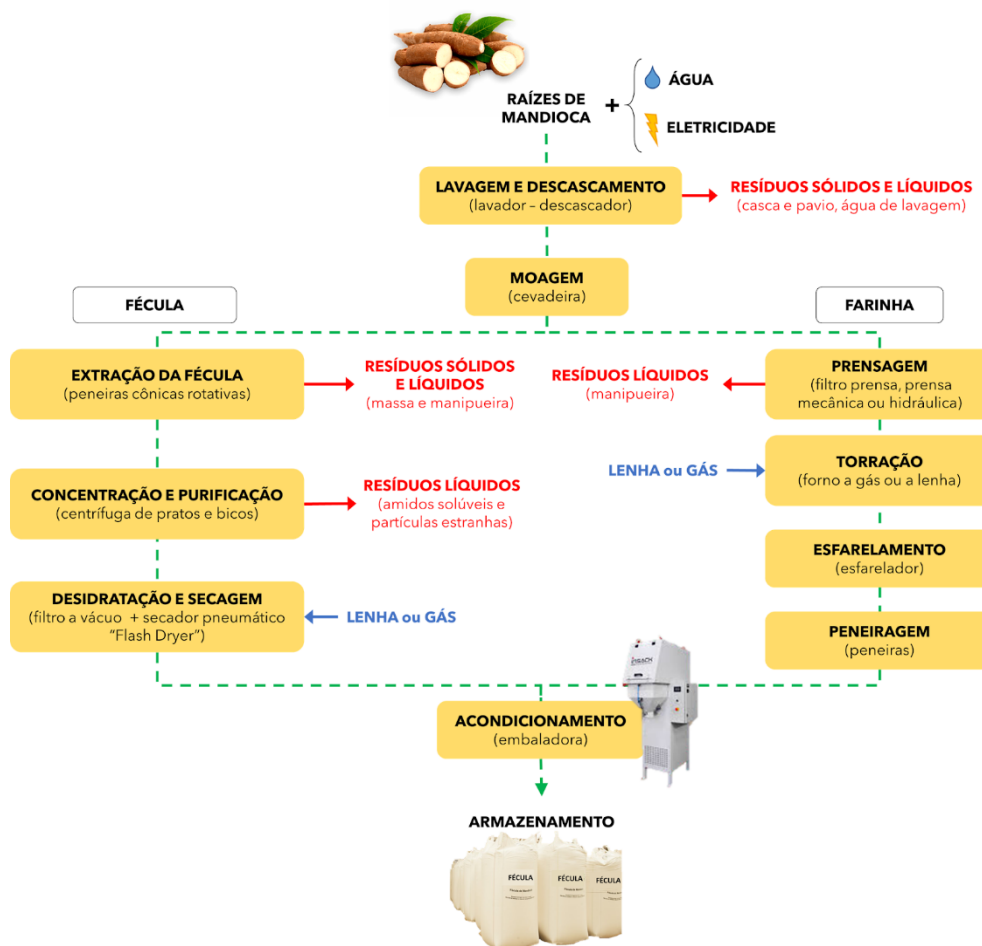 RAÍZES DE
MANDIOCA
+
ÁGUA
ELETRICIDADE
LAVAGEM E DESCASCAMENTO
(lavador – descascador)
RESÍDUOS SÓLIDOS E LÍQUIDOS
(casca e pavio, água de lavagem)
MOAGEM
(cevadeira)
FÉCULA
FARINHA
EXTRAÇÃO DA FÉCULA
(peneiras cônicas rotativas)
RESÍDUOS SÓLIDOS
E LÍQUIDOS
(massa e manipueira)
RESÍDUOS LÍQUIDOS
(manipueira)
PRENSAGEM
(filtro prensa, prensa
mecânica ou hidráulica)
LENHA ou GÁS
TORRAÇÃO
(forno a gás ou a lenha)
CONCENTRAÇÃO E PURIFICAÇÃO
(centrífuga de pratos e bicos)
RESÍDUOS LÍQUIDOS
(amidos solúveis e
partículas estranhas)
ESFARELAMENTO
(esfarelador)
DESIDRATAÇÃO E SECAGEM
(filtro a vácuo + secador pneumático
"Flash Dryer")
LENHA ou GÁS
PENEIRAGEM
(peneiras)
ACONDICIONAMENTO
(embaladora)
ARMAZENAMENTO
FÉCULA
FÉCULA
FÉCULA